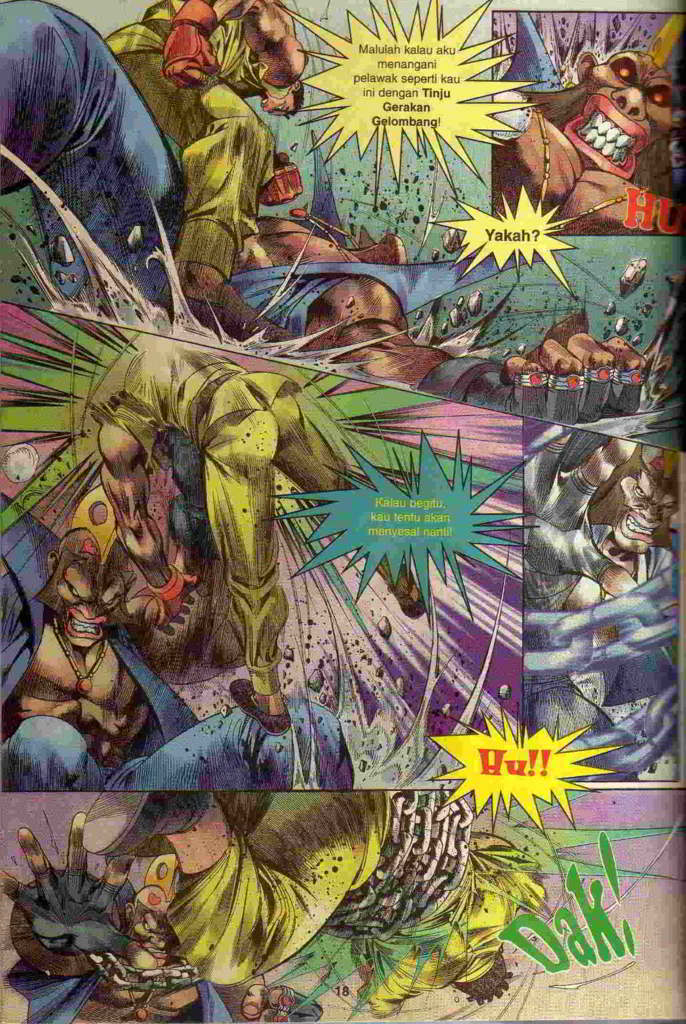 Malulah kalau aku
menangani
pelawak seperti kau
ini dengan Tinju
Gerakan
Gelombang!
HU
Yakah?
Kalau begitu,
kau tentu akan
menyesal nanti!
Hu!!
Dak!
18